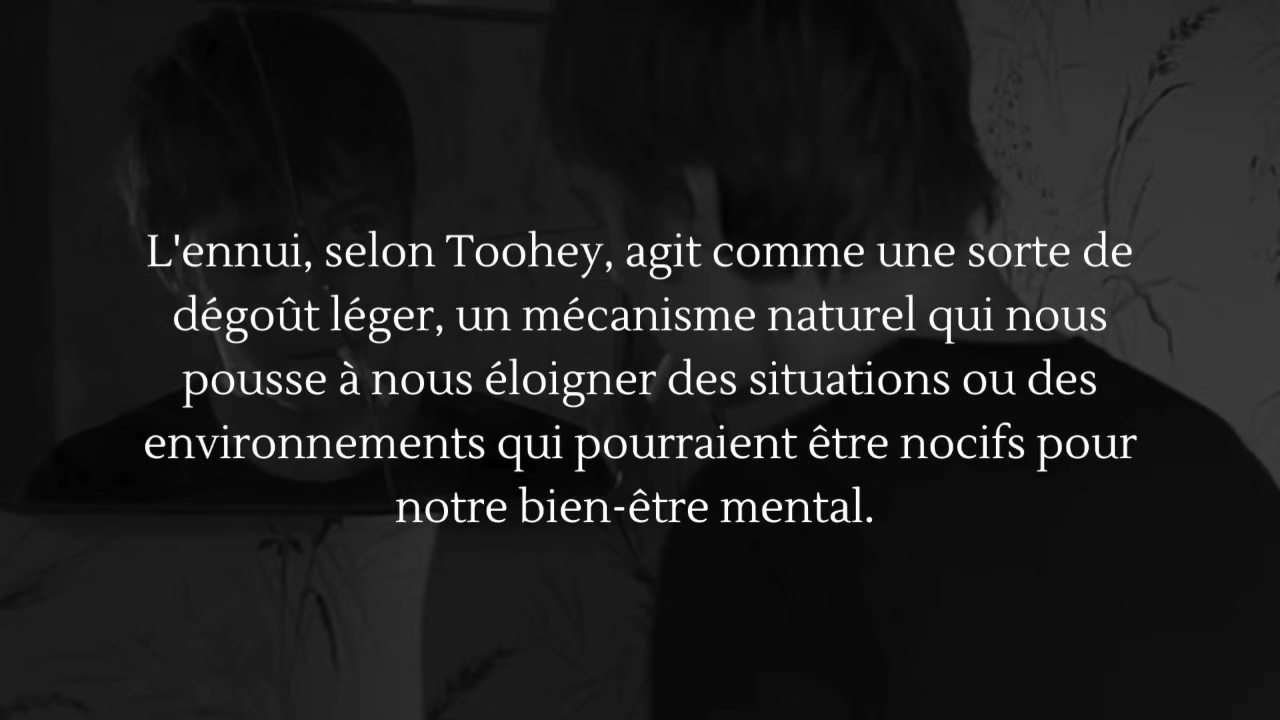 L'ennui, selon Toohey, agit comme une sorte de
dégoût léger, un mécanisme naturel qui nous
pousse à nous éloigner des situations ou des
environnements qui pourraient être nocifs pour
notre bien-être mental.